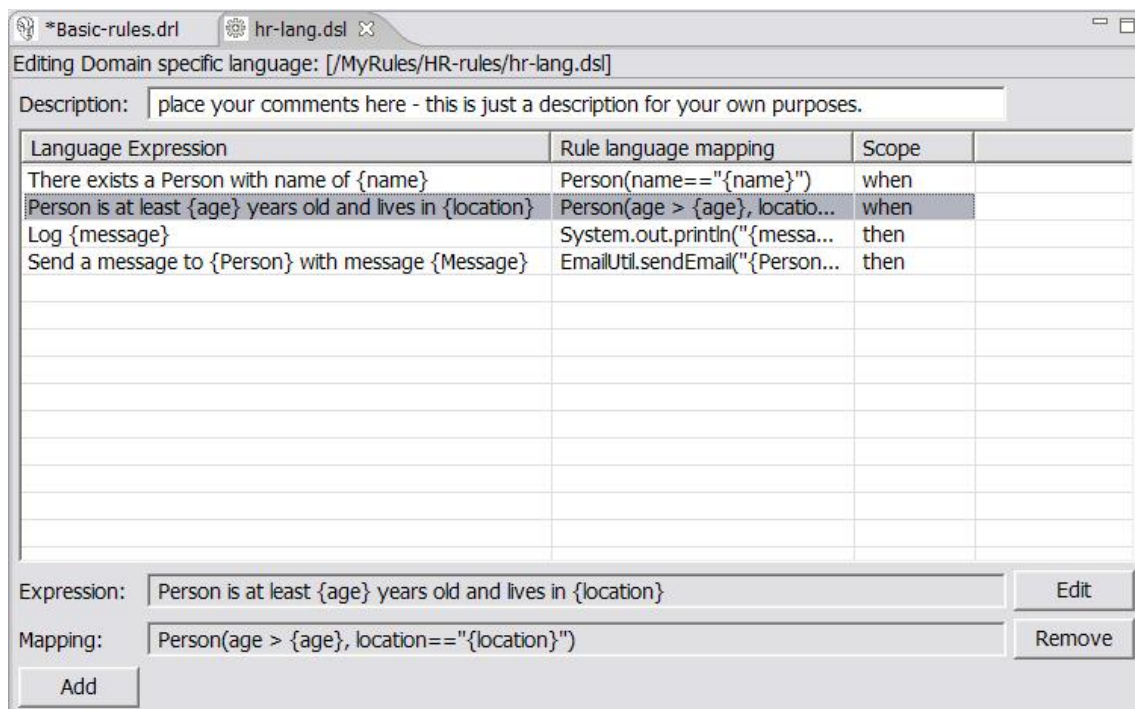 *Basic-rules.drl hr-lang.dsl
Editing Domain specific language: [/MyRules/HR-rules/hr-lang.dsl]
Description: place your comments here - this is just a description for your own purposes.
Language Expression Rule language mapping Scope
There exists a Person with name of {name} Person(name=="{name}") when
Person is at least {age} years old and lives in {location} Person(age > {age}, locatio... when
Log {message} System.out.println("{messa... then
Send a message to {Person} with message {Message} EmailUtil.sendEmail("{Person... then
Expression: Person is at least {age} years old and lives in {location} Edit
Mapping: Person(age > {age}, location=="{location}") Remove
Add